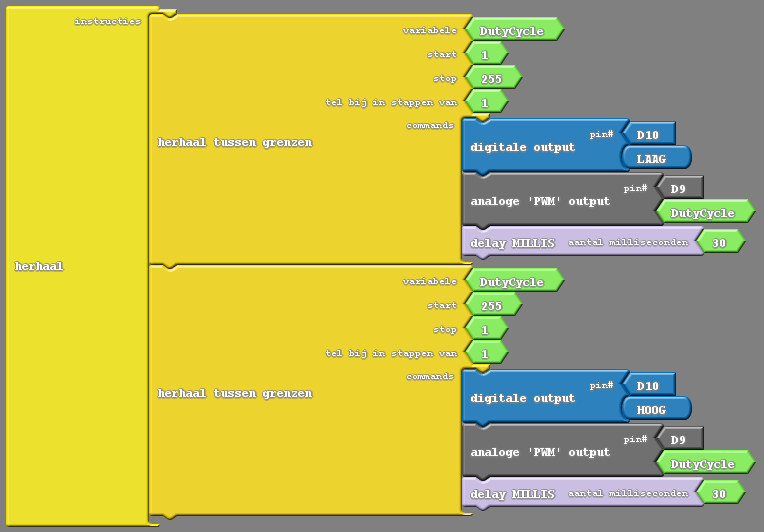 instructies
herhaal
herhaal tussen grenzen
variabele DutyCycle
start 1
stop 255
tel bij in stappen van 1
commands
digitale output pin# D10
LAAG
analoge 'PWM' output pin# D9
DutyCycle
delay MILLIS aantal milliseconden 30
herhaal tussen grenzen
variabele DutyCycle
start 255
stop 1
tel bij in stappen van 1
commands
digitale output pin# D10
HOOG
analoge 'PWM' output pin# D9
DutyCycle
delay MILLIS aantal milliseconden 30